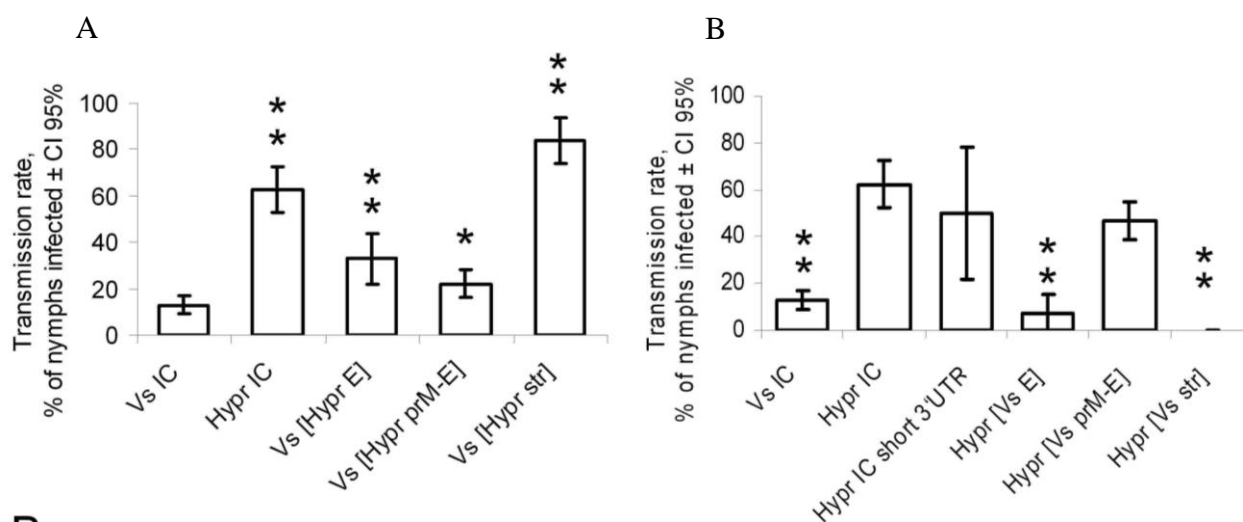 A
Transmission rate,
% of nymphs infected ± CI 95%
100
80
60
40
20
0
* *
* *
* *
*
* *
Vs IC
Hypr IC
Vs [Hypr E]
Vs [Hypr prM-E]
Vs [Hypr str]
B
Transmission rate,
% of nymphs infected ± CI 95%
100
80
60
40
20
0
* *
* *
* *
Vs IC
Hypr IC
Hypr IC short 3'UTR
Hypr [Vs E]
Hypr [Vs prM-E]
Hypr [Vs str]